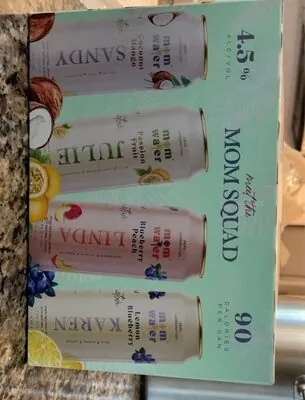 4.5%
ALC/VOL
meet the
MOM SQUAD
90
CALORIES
PER CAN
mom
water
Coconut
Mango
SANDY
mom
water
Passion
Fruit
JULIE
mom
water
Blueberry
Peach
LINDA
mom
water
Lemon
Blueberry
KAREN